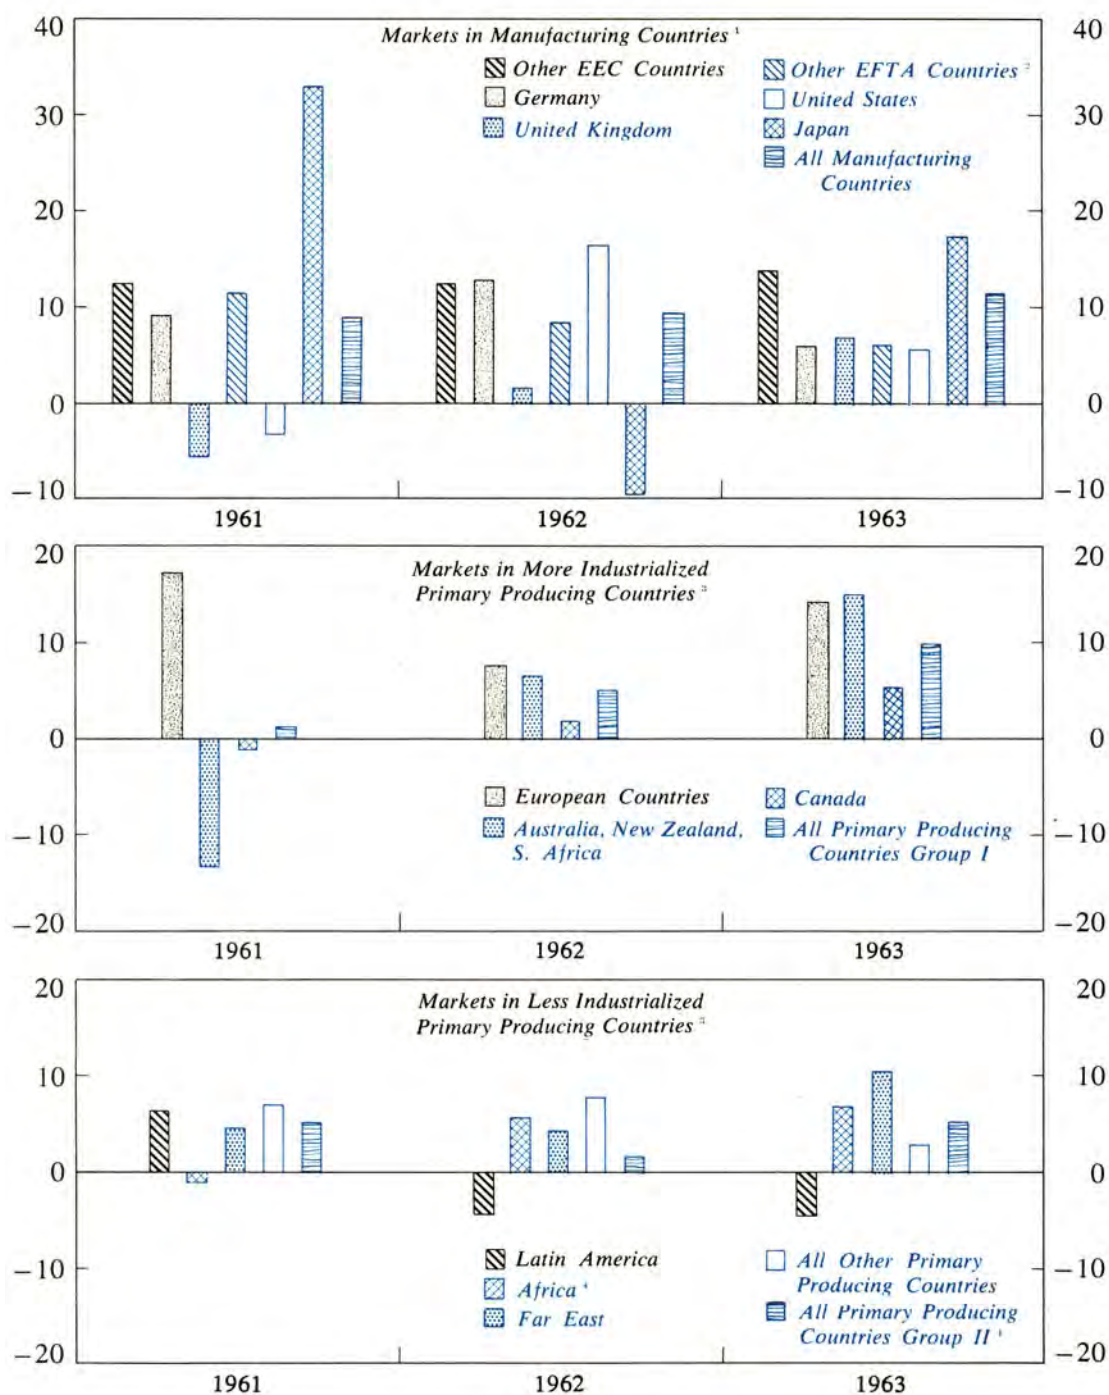 Markets in Manufacturing Countries ¹
Other EEC Countries
Germany
United Kingdom
Other EFTA Countries ²
United States
Japan
All Manufacturing
Countries
40
30
20
10
0
−10
40
30
20
10
0
−10
1961 1962 1963
Markets in More Industrialized
Primary Producing Countries ³
20
10
0
−10
−20
20
10
0
−10
−20
European Countries
Australia, New Zealand,
S. Africa
Canada
All Primary Producing
Countries Group I
1961 1962 1963
Markets in Less Industrialized
Primary Producing Countries ³
20
10
0
−10
−20
20
10
0
−10
−20
Latin America
Africa ⁴
Far East
All Other Primary
Producing Countries
All Primary Producing
Countries Group II
1961 1962 1963